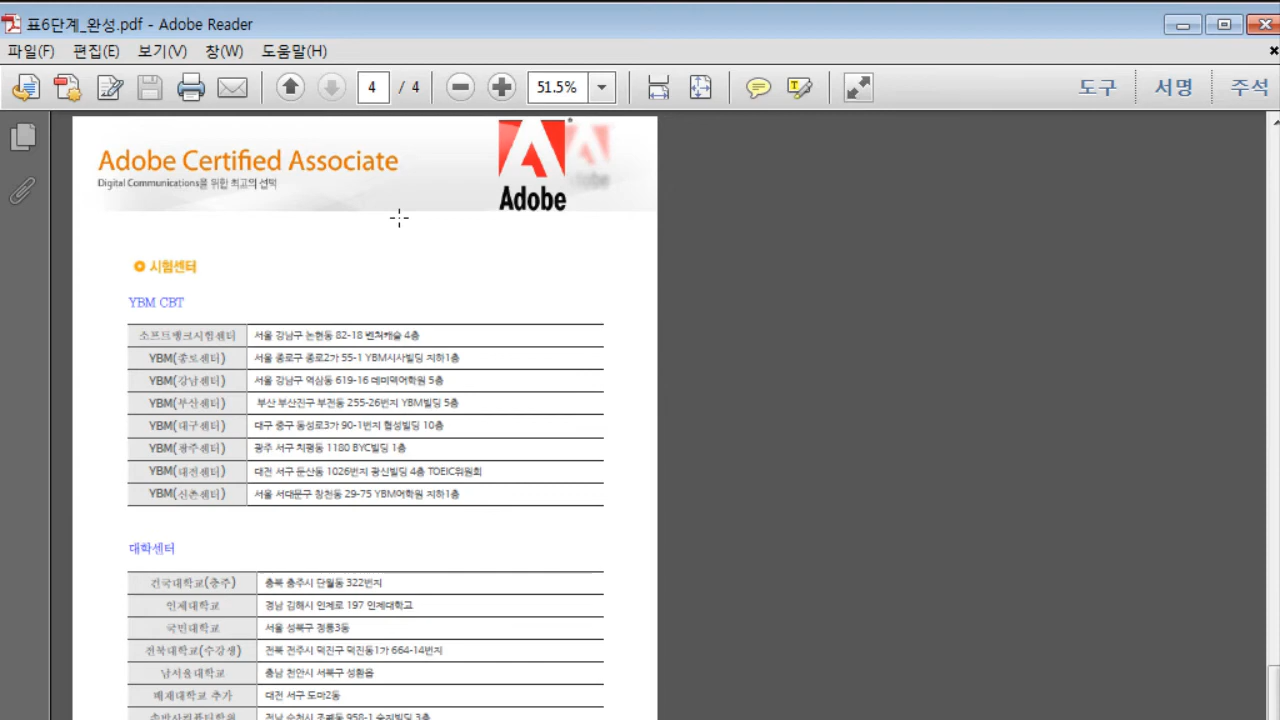 표6단계_완성.pdf - Adobe Reader
파일(F) 편집(E) 보기(V) 창(W) 도움말(H)
4 / 4 51.5% 도구 서명 주석
Adobe Certified Associate
Digital Communications을 위함 최고의 선택
Adobe
시험센터
YBM CBT
소프트뱅크시험센터 서울 강남구 논현동 82-18 벤처캐슬 4층
YBM(종로센터) 서울 종로구 종로2가 55-1 YBM시사빌딩 지하1층
YBM(강남센터) 서울 강남구 역삼동 619-16 데미멕어학원 5층
YBM(부산센터) 부산 부산진구 부전동 255-26번지 YBM빌딩 5층
YBM(대구센터) 대구 중구 동성로3가 90-1번지 협성빌딩 10층
YBM(광주센터) 광주 서구 치평동 1180 BYC빌딩 1층
YBM(대전센터) 대전 서구 둔산동 1026번지 광신빌딩 4층 TOEIC위원회
YBM(신촌센터) 서울 서대문구 창천동 29-75 YBM어학원 지하1층
대학센터
건국대학교(충주) 충북 충주시 단월동 322번지
인제대학교 경남 김해시 인제로 197 인제대학교
국민대학교 서울 성북구 정릉3동
전북대학교(수강생) 전북 전주시 덕진구 덕진동1가 664-14번지
남서울대학교 충남 천안시 서북구 성환읍
배재대학교 추가 대전 서구 도마2동
전남 순천시 조례동 958-1